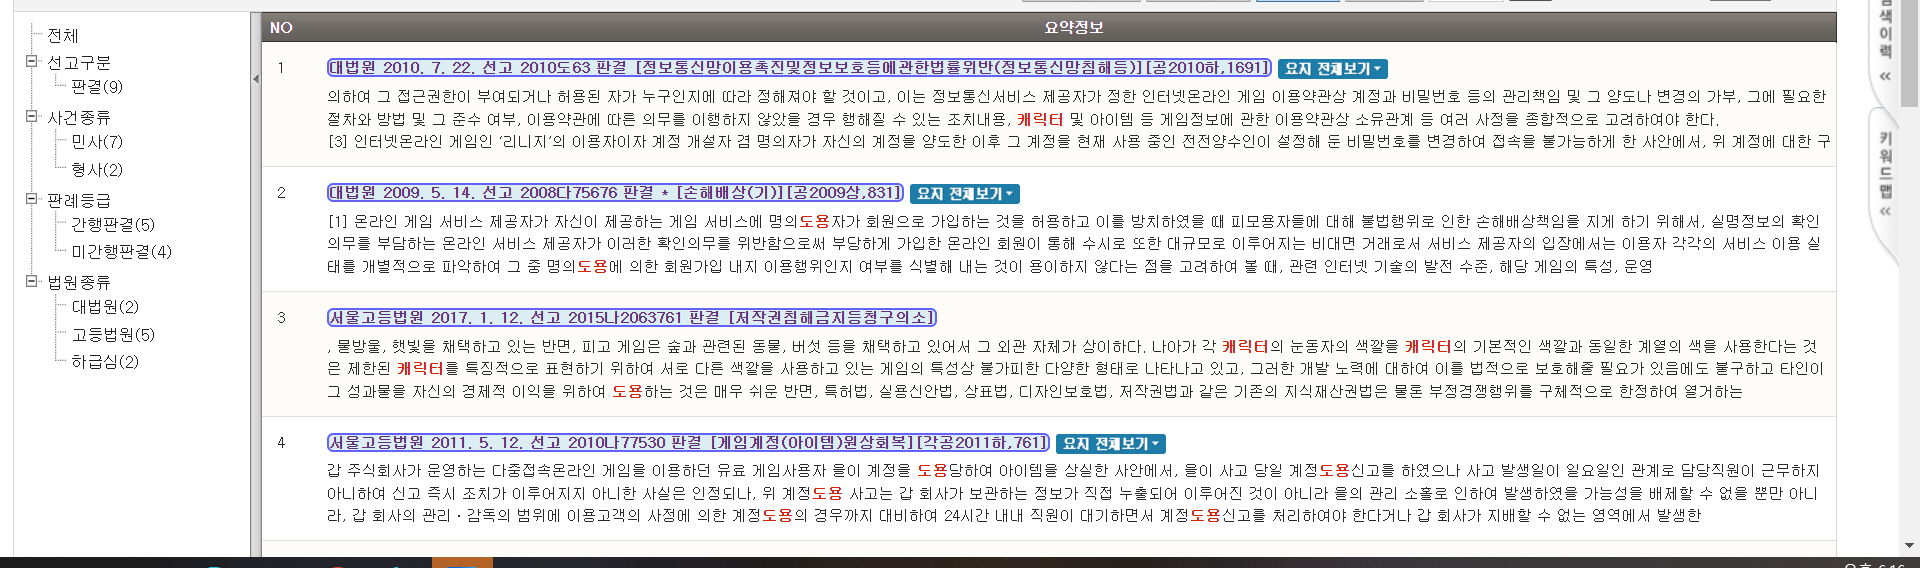 전체
선고구분
판결(9)
사건종류
민사(7)
형사(2)
판례등급
간행판결(5)
미간행판결(4)
법원종류
대법원(2)
고등법원(5)
하급심(2)
NO 요약정보
1 대법원 2010. 7. 22. 선고 2010도63 판결 [정보통신망이용촉진및정보보호등에관한법률위반(정보통신망침해등)][공2010하,1691] 요지 전체보기
의하여 그 접근권한이 부여되거나 허용된 자가 누구인지에 따라 정해져야 할 것이고, 이는 정보통신서비스 제공자가 정한 인터넷온라인 게임 이용약관상 계정과 비밀번호 등의 관리책임 및 그 양도나 변경의 가부, 그에 필요한
절차와 방법 및 그 준수 여부, 이용약관에 따른 의무를 이행하지 않았을 경우 행해질 수 있는 조치내용, 캐릭터 및 아이템 등 게임정보에 관한 이용약관상 소유관계 등 여러 사정을 종합적으로 고려하여야 한다.
[3] 인터넷온라인 게임인 ‘리니지’의 이용자이자 계정 개설자 겸 명의자가 자신의 계정을 양도한 이후 그 계정을 현재 사용 중인 전전양수인이 설정해 둔 비밀번호를 변경하여 접속을 불가능하게 한 사안에서, 위 계정에 대한 구
2 대법원 2009. 5. 14. 선고 2008다75676 판결 * [손해배상(기)][공2009상,831] 요지 전체보기
[1] 온라인 게임 서비스 제공자가 자신이 제공하는 게임 서비스에 명의도용자가 회원으로 가입하는 것을 허용하고 이를 방치하였을 때 피모용자들에 대해 불법행위로 인한 손해배상책임을 지게 하기 위해서, 실명정보의 확인
의무를 부담하는 온라인 서비스 제공자가 이러한 확인의무를 위반함으로써 부당하게 가입한 온라인 회원이 통해 수시로 또한 대규모로 이루어지는 비대면 거래로서 서비스 제공자의 입장에서는 이용자 각각의 서비스 이용 실
태를 개별적으로 파악하여 그 중 명의도용에 의한 회원가입 내지 이용행위인지 여부를 식별해 내는 것이 용이하지 않다는 점을 고려하여 볼 때, 관련 인터넷 기술의 발전 수준, 해당 게임의 특성, 운영
3 서울고등법원 2017. 1. 12. 선고 2015나2063761 판결 [저작권침해금지등청구의소]
, 물방울, 햇빛을 채택하고 있는 반면, 피고 게임은 숲과 관련된 동물, 버섯 등을 채택하고 있어서 그 외관 자체가 상이하다. 나아가 각 캐릭터의 눈동자의 색깔을 캐릭터의 기본적인 색깔과 동일한 계열의 색을 사용한다는 것
은 제한된 캐릭터를 특징적으로 표현하기 위하여 서로 다른 색깔을 사용하고 있는 게임의 특성상 불가피한 다양한 형태로 나타나고 있고, 그러한 개발 노력에 대하여 이를 법적으로 보호해줄 필요가 있음에도 불구하고 타인이
그 성과물을 자신의 경제적 이익을 위하여 도용하는 것은 매우 쉬운 반면, 특허법, 실용신안법, 상표법, 디자인보호법, 저작권법과 같은 기존의 지식재산권법은 물론 부정경쟁행위를 구체적으로 한정하여 열거하는
4 서울고등법원 2011. 5. 12. 선고 2010나77530 판결 [게임계정(아이템)원상회복][각공2011하,761] 요지 전체보기
갑 주식회사가 운영하는 다중접속온라인 게임을 이용하던 유료 게임사용자 을이 계정을 도용당하여 아이템을 상실한 사안에서, 을이 사고 당일 계정도용신고를 하였으나 사고 발생일이 일요일인 관계로 담당직원이 근무하지
아니하여 신고 즉시 조치가 이루어지지 아니한 사실은 인정되나, 위 계정도용 사고는 갑 회사가 보관하는 정보가 직접 누출되어 이루어진 것이 아니라 을의 관리 소홀로 인하여 발생하였을 가능성을 배제할 수 없을 뿐만 아니
라, 갑 회사의 관리·감독의 범위에 이용고객의 사정에 의한 계정도용의 경우까지 대비하여 24시간 내내 직원이 대기하면서 계정도용신고를 처리하여야 한다거나 갑 회사가 지배할 수 없는 영역에서 발생한
색이력
키워드맵